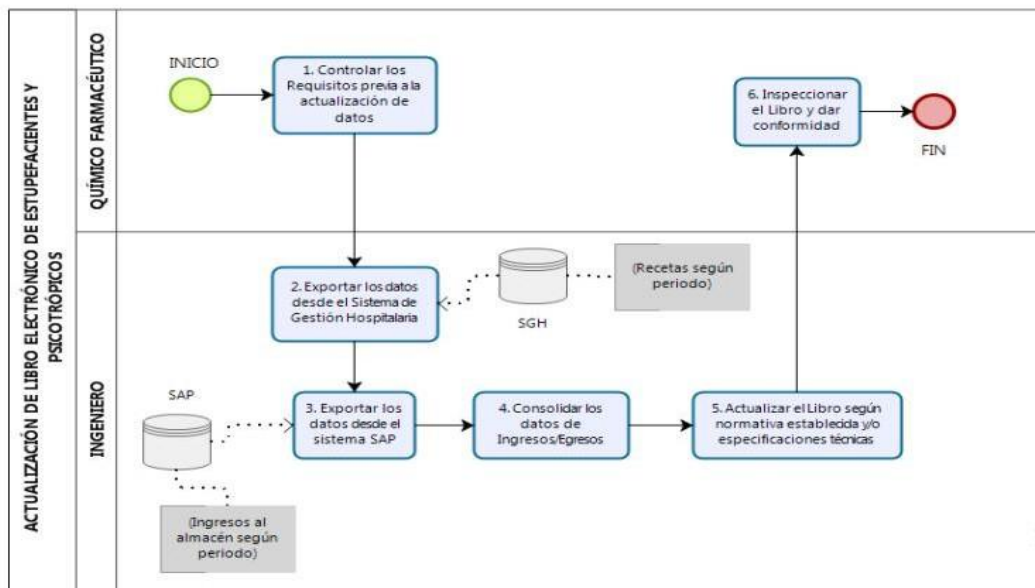 ACTUALIZACIÓN DE LIBRO ELECTRÓNICO DE ESTUPEFACIENTES Y
PSICOTRÓPICOS
QUÍMICO FARMACÉUTICO
INICIO
1. Controlar los
Requisitos previa a la
actualización de
datos
6. Inspeccionar
el Libro y dar
conformidad
FIN
INGENIERO
2. Exportar los datos
desde el Sistema de
Gestión Hospitalaria
SGH
(Recetas según
periodo)
SAP
3. Exportar los
datos desde el
sistema SAP
4. Consolidar los
datos de
Ingresos/Egresos
5. Actualizar el Libro según
normativa establecida y/o
especificaciones técnicas
(Ingresos al
almacén según
periodo)